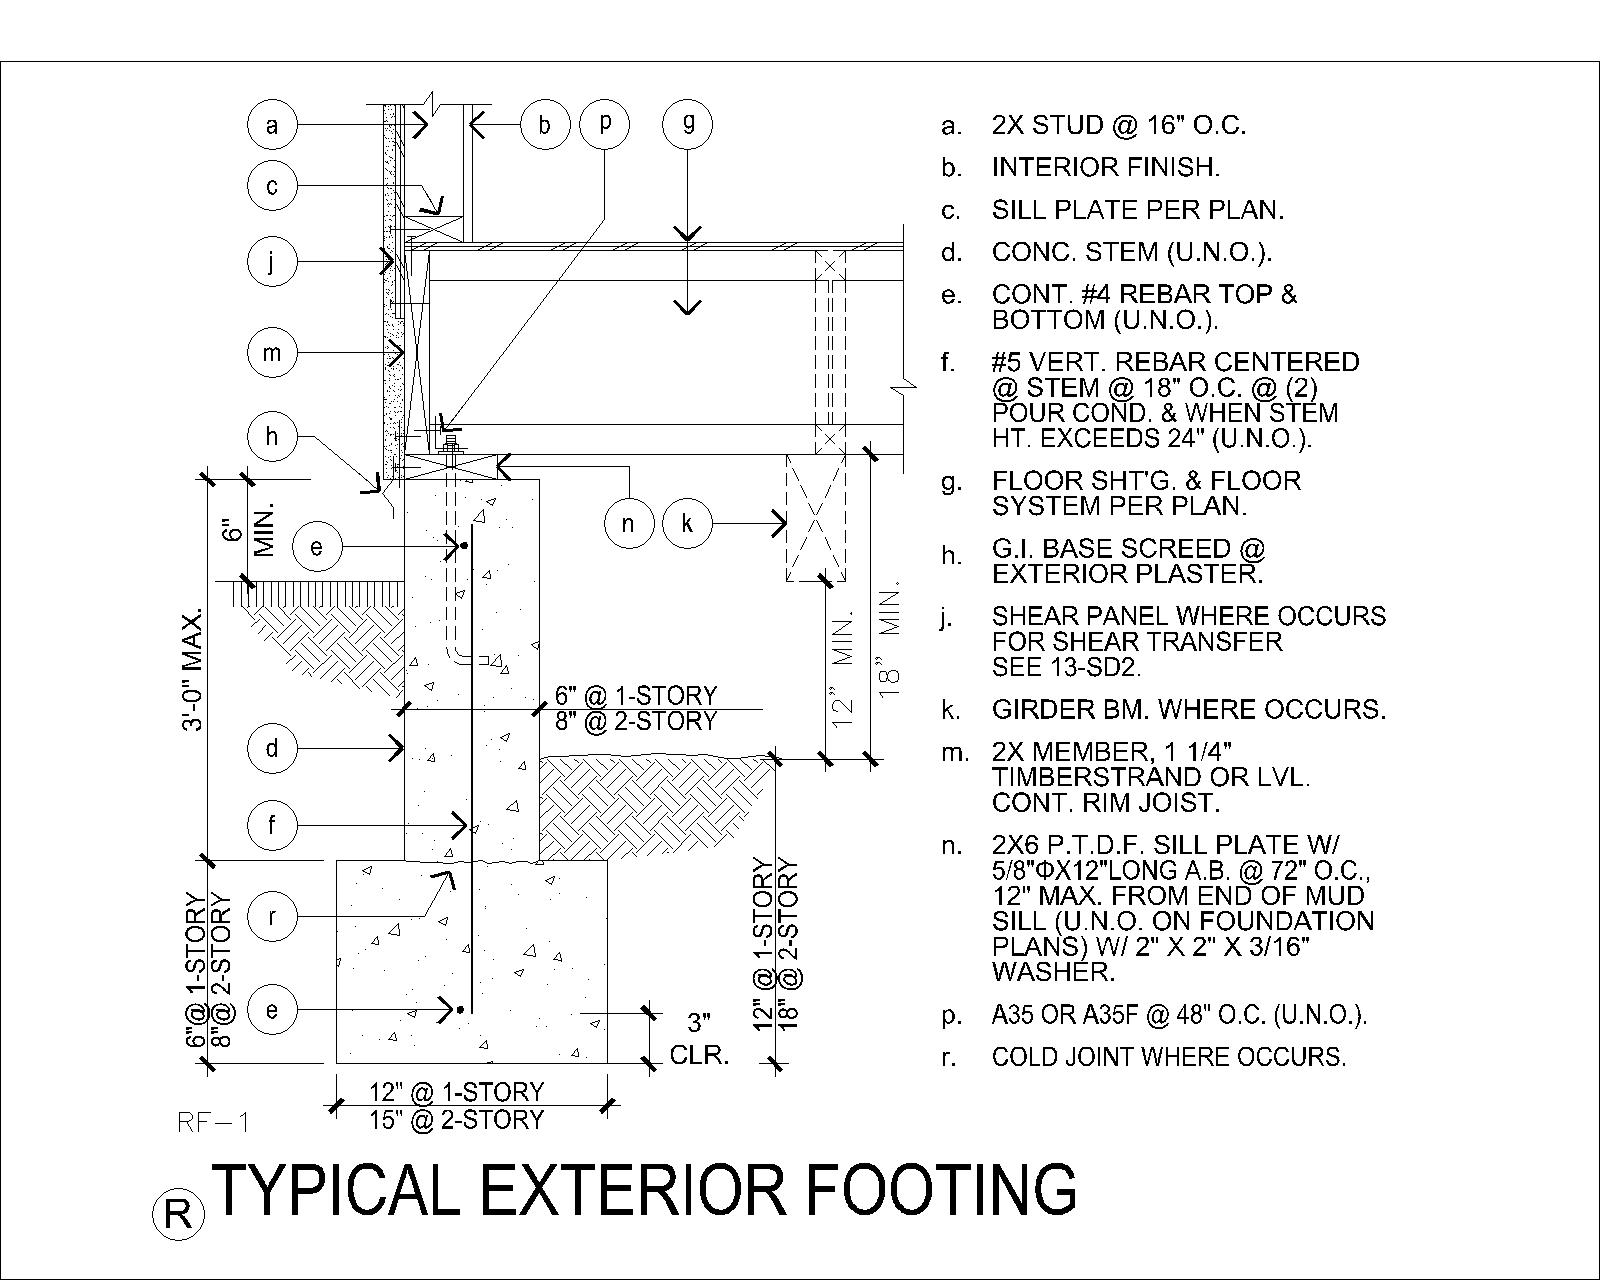 a
b
p
g
c
j
m
h
e
n
k
d
f
r
e
6"
MIN.
3'-0" MAX.
6" @ 1-STORY
8" @ 2-STORY
12" MIN.
18" MIN.
6"@ 1-STORY
8"@ 2-STORY
12" @ 1-STORY
18" @ 2-STORY
3"
CLR.
12" @ 1-STORY
15" @ 2-STORY
RF-1
a. 2X STUD @ 16" O.C.
b. INTERIOR FINISH.
c. SILL PLATE PER PLAN.
d. CONC. STEM (U.N.O.).
e. CONT. #4 REBAR TOP &
BOTTOM (U.N.O.).
f. #5 VERT. REBAR CENTERED
@ STEM @ 18" O.C. @ (2)
POUR COND. & WHEN STEM
HT. EXCEEDS 24" (U.N.O.).
g. FLOOR SHT'G. & FLOOR
SYSTEM PER PLAN.
h. G.I. BASE SCREED @
EXTERIOR PLASTER.
j. SHEAR PANEL WHERE OCCURS
FOR SHEAR TRANSFER
SEE 13-SD2.
k. GIRDER BM. WHERE OCCURS.
m. 2X MEMBER, 1 1/4"
TIMBERSTRAND OR LVL.
CONT. RIM JOIST.
n. 2X6 P.T.D.F. SILL PLATE W/
5/8"ΦX12"LONG A.B. @ 72" O.C.,
12" MAX. FROM END OF MUD
SILL (U.N.O. ON FOUNDATION
PLANS) W/ 2" X 2" X 3/16"
WASHER.
p. A35 OR A35F @ 48" O.C. (U.N.O.).
r. COLD JOINT WHERE OCCURS.
R TYPICAL EXTERIOR FOOTING